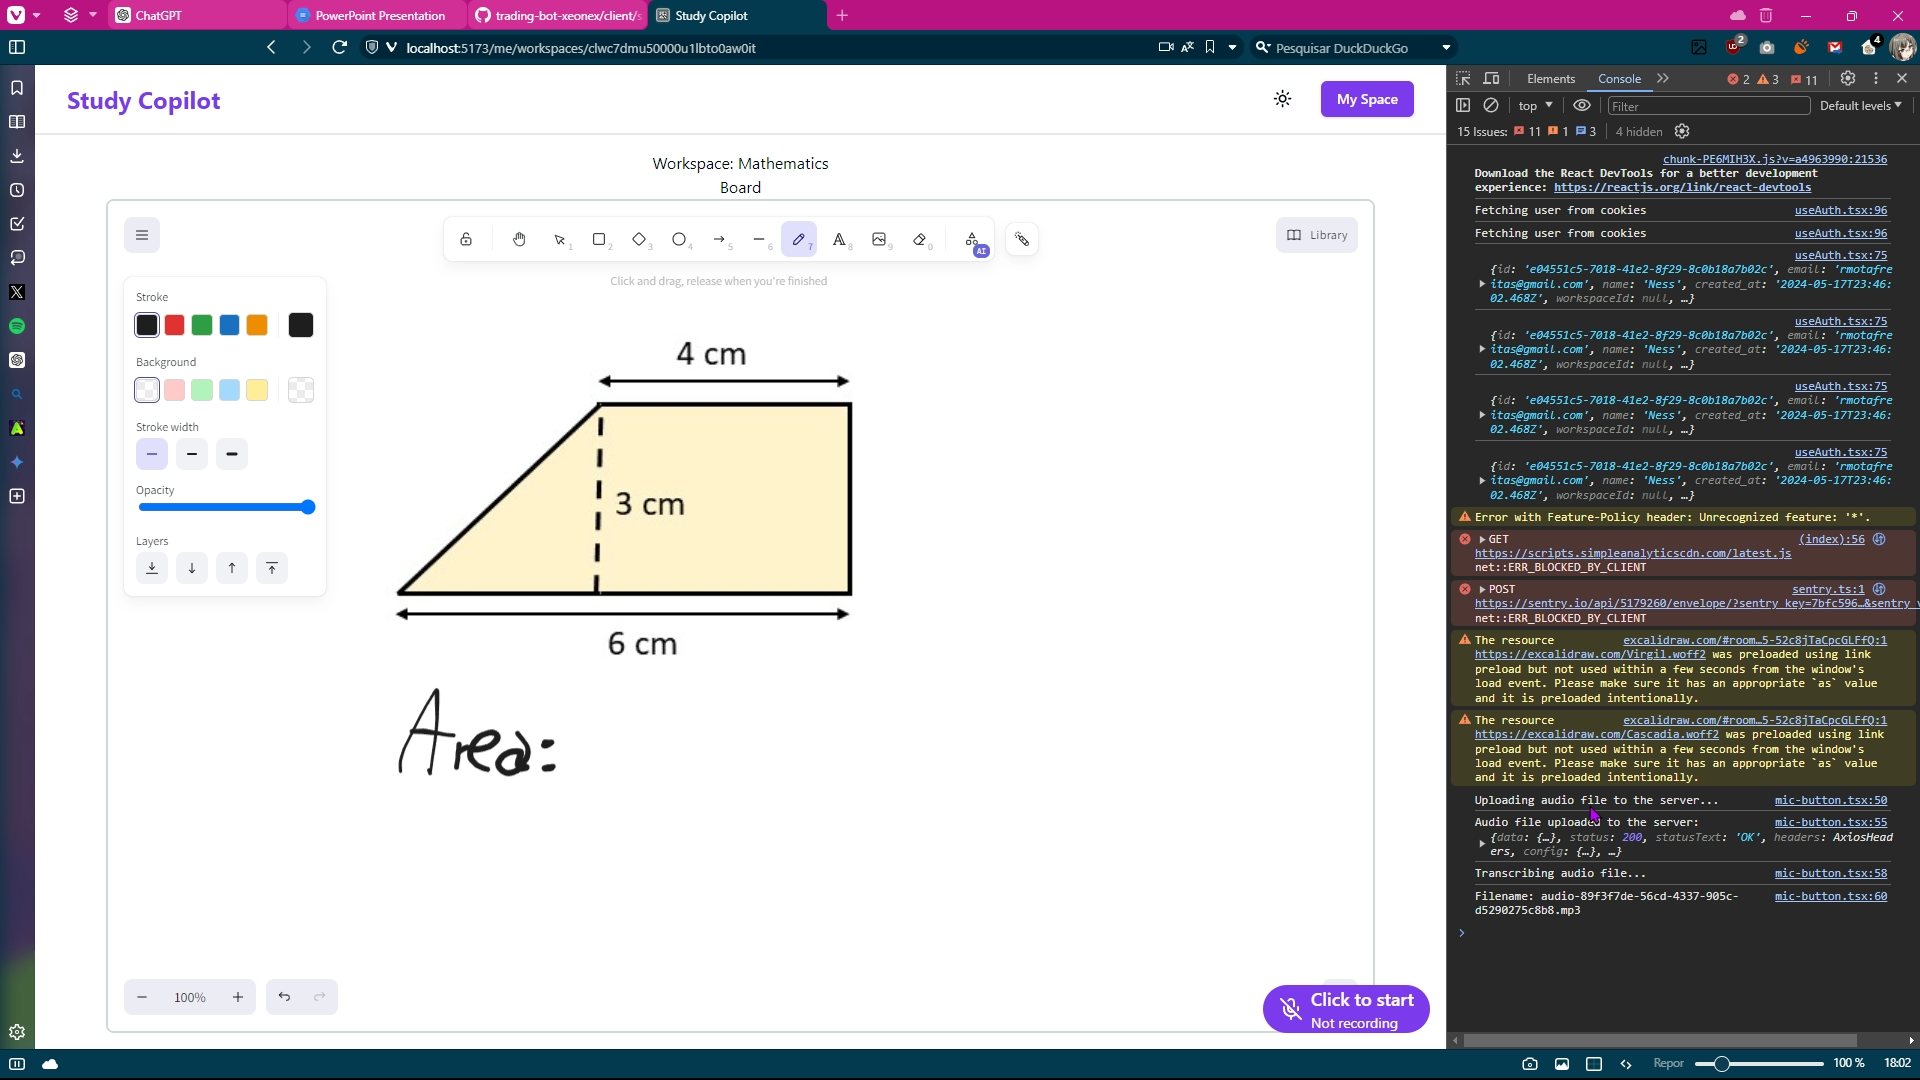 ChatGPT
PowerPoint Presentation
trading-bot-xeonex/client/s
Study Copilot
localhost:5173/me/workspaces/clwc7dmu50000u1lbto0aw0it
Pesquisar DuckDuckGo
2
4
Study Copilot
My Space
Workspace: Mathematics
Board
1
2
3
4
5
6
7
8
9
0
AI
Library
Click and drag, release when you're finished
Stroke
Background
Stroke width
Opacity
Layers
4 cm
3 cm
6 cm
Area:
100%
Click to start
Not recording
Elements
Console
2
3
11
top
Filter
Default levels
15 Issues: 11 1 3
4 hidden
chunk-PE6MIH3X.js?v=a4963990:21536
Download the React DevTools for a better development
experience: https://reactjs.org/link/react-devtools
Fetching user from cookies useAuth.tsx:96
Fetching user from cookies useAuth.tsx:96
useAuth.tsx:75
{id: 'e04551c5-7018-41e2-8f29-8c0b18a7b02c', email: 'rmotafre
itas@gmail.com', name: 'Ness', created_at: '2024-05-17T23:46:
02.468Z', workspaceId: null, …}
useAuth.tsx:75
{id: 'e04551c5-7018-41e2-8f29-8c0b18a7b02c', email: 'rmotafre
itas@gmail.com', name: 'Ness', created_at: '2024-05-17T23:46:
02.468Z', workspaceId: null, …}
useAuth.tsx:75
{id: 'e04551c5-7018-41e2-8f29-8c0b18a7b02c', email: 'rmotafre
itas@gmail.com', name: 'Ness', created_at: '2024-05-17T23:46:
02.468Z', workspaceId: null, …}
useAuth.tsx:75
{id: 'e04551c5-7018-41e2-8f29-8c0b18a7b02c', email: 'rmotafre
itas@gmail.com', name: 'Ness', created_at: '2024-05-17T23:46:
02.468Z', workspaceId: null, …}
Error with Feature-Policy header: Unrecognized feature: '*'.
GET (index):56
https://scripts.simpleanalyticscdn.com/latest.js
net::ERR_BLOCKED_BY_CLIENT
POST sentry.ts:1
https://sentry.io/api/5179260/envelope/?sentry_key=7bfc596…&sentry_v
net::ERR_BLOCKED_BY_CLIENT
The resource excalidraw.com/#room…5-52c8jTaCpcGLFfQ:1
https://excalidraw.com/Virgil.woff2 was preloaded using link
preload but not used within a few seconds from the window's
load event. Please make sure it has an appropriate `as` value
and it is preloaded intentionally.
The resource excalidraw.com/#room…5-52c8jTaCpcGLFfQ:1
https://excalidraw.com/Cascadia.woff2 was preloaded using link
preload but not used within a few seconds from the window's
load event. Please make sure it has an appropriate `as` value
and it is preloaded intentionally.
Uploading audio file to the server... mic-button.tsx:50
Audio file uploaded to the server: mic-button.tsx:55
{data: {…}, status: 200, statusText: 'OK', headers: AxiosHead
ers, config: {…}, …}
Transcribing audio file... mic-button.tsx:58
Filename: audio-89f3f7de-56cd-4337-905c- mic-button.tsx:60
d5290275c8b8.mp3
Repor
100 %
18:02